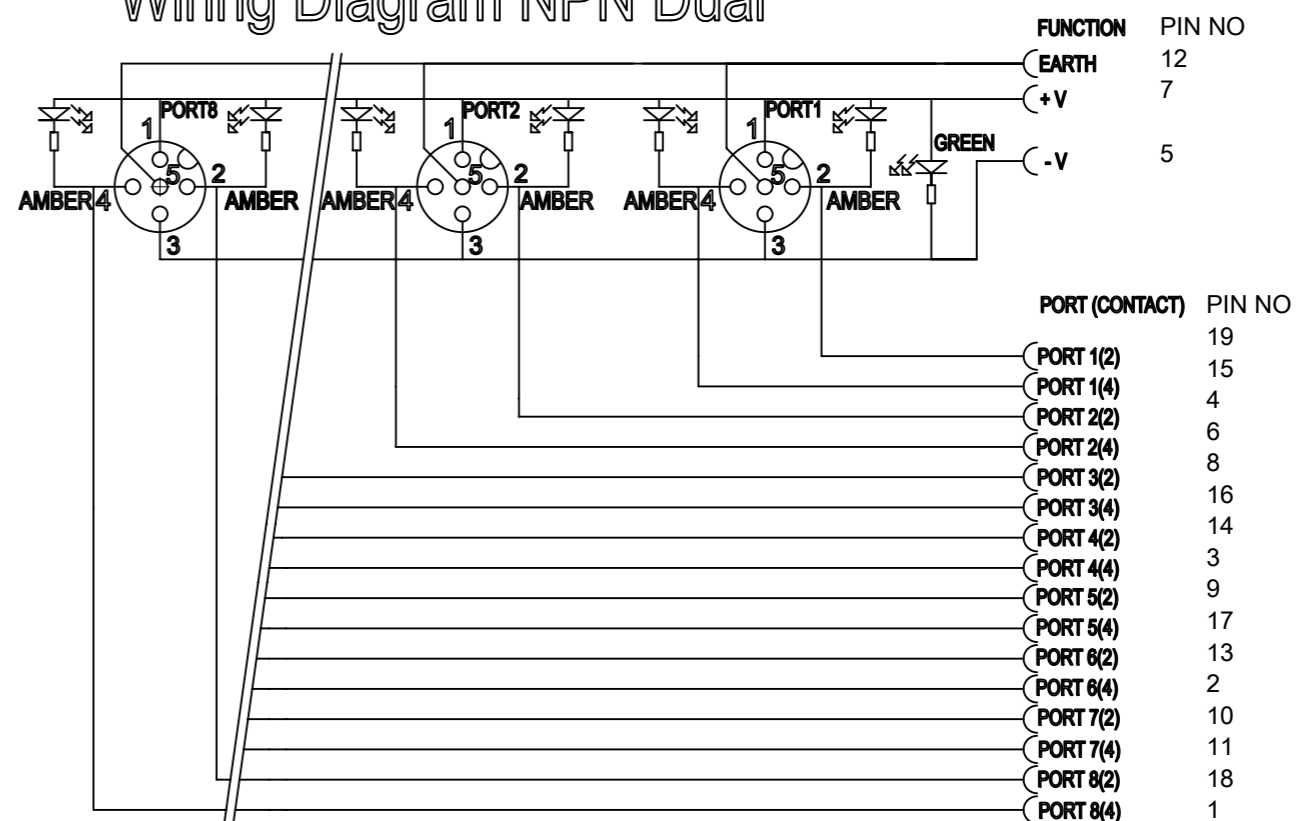 Wiring Diagram NPN Dual
FUNCTION PIN NO
EARTH 12
+ V 7
- V 5
PORT8 PORT2 PORT1
1 1 1
GREEN
5 2 5 2 5 2
AMBER 4 AMBER AMBER 4 AMBER AMBER 4 AMBER
3 3 3
PORT (CONTACT) PIN NO
PORT 1(2) 19
PORT 1(4) 15
PORT 2(2) 4
PORT 2(4) 6
PORT 3(2) 8
PORT 3(4) 16
PORT 4(2) 14
PORT 4(4) 3
PORT 5(2) 9
PORT 5(4) 17
PORT 6(2) 13
PORT 6(4) 2
PORT 7(2) 10
PORT 7(4) 11
PORT 8(2) 18
PORT 8(4) 1